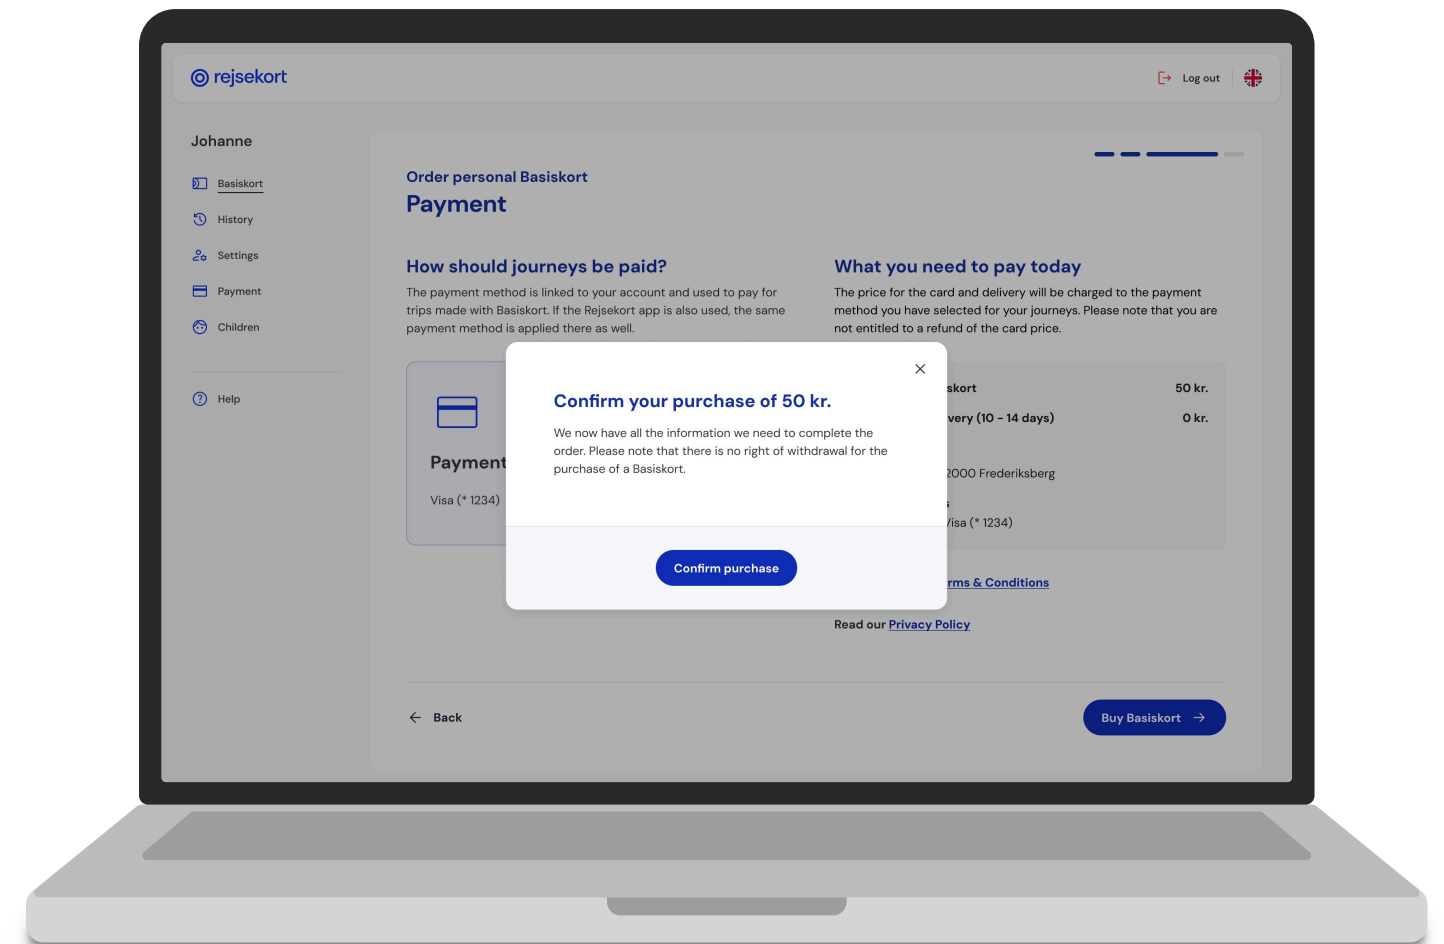 rejsekort
Log out
Johanne
Basiskort
History
Settings
Payment
Children
Help
Order personal Basiskort
Payment
How should journeys be paid?
The payment method is linked to your account and used to pay for
trips made with Basiskort. If the Rejsekort app is also used, the same
payment method is applied there as well.
Payment
Visa (* 1234)
What you need to pay today
The price for the card and delivery will be charged to the payment
method you have selected for your journeys. Please note that you are
not entitled to a refund of the card price.
50 kr.
(10 - 14 days)
0 kr.
2000 Frederiksberg
Visa (* 1234)
& Conditions
Read our Privacy Policy
Confirm your purchase of 50 kr.
We now have all the information we need to complete the
order. Please note that there is no right of withdrawal for the
purchase of a Basiskort.
Confirm purchase
Back
Buy Basiskort